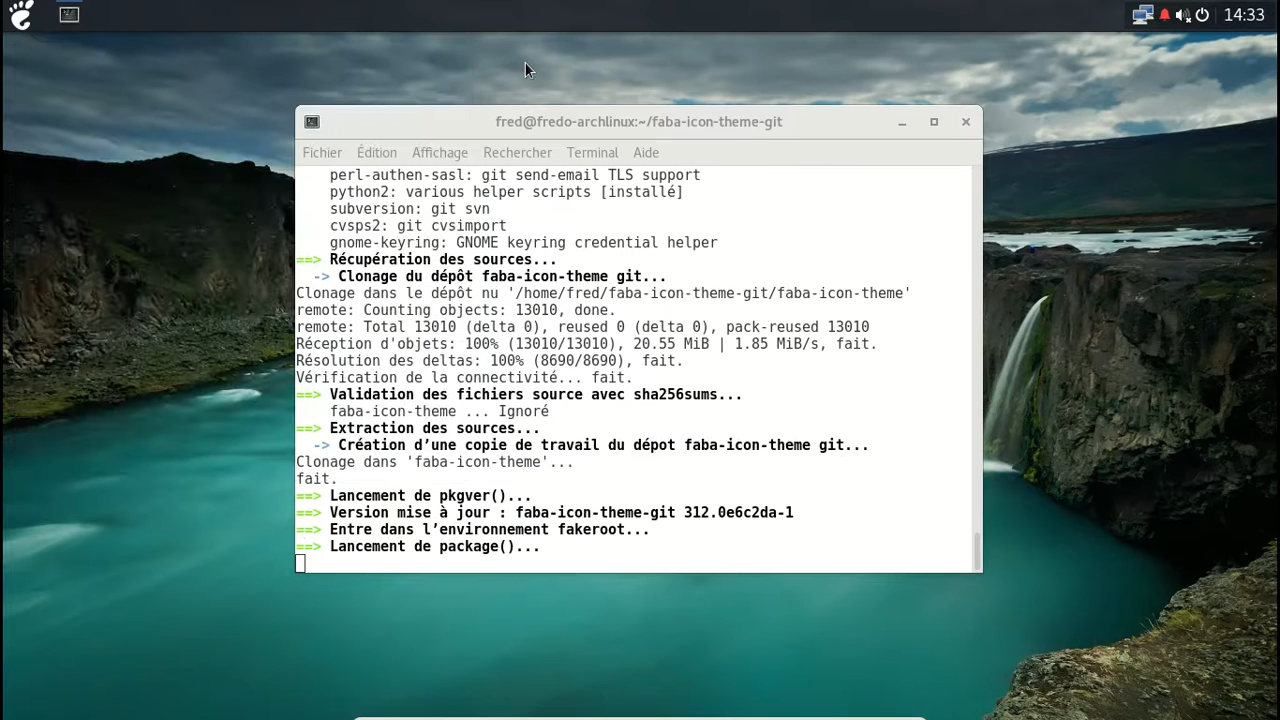 14:33
fred@fredo-archlinux:~/faba-icon-theme-git
Fichier Édition Affichage Rechercher Terminal Aide
perl-authen-sasl: git send-email TLS support
python2: various helper scripts [installé]
subversion: git svn
cvsps2: git cvsimport
gnome-keyring: GNOME keyring credential helper
==> Récupération des sources...
-> Clonage du dépôt faba-icon-theme git...
Clonage dans le dépôt nu '/home/fred/faba-icon-theme-git/faba-icon-theme'
remote: Counting objects: 13010, done.
remote: Total 13010 (delta 0), reused 0 (delta 0), pack-reused 13010
Réception d'objets: 100% (13010/13010), 20.55 MiB | 1.85 MiB/s, fait.
Résolution des deltas: 100% (8690/8690), fait.
Vérification de la connectivité... fait.
==> Validation des fichiers source avec sha256sums...
faba-icon-theme ... Ignoré
==> Extraction des sources...
-> Création d’une copie de travail du dépot faba-icon-theme git...
Clonage dans 'faba-icon-theme'...
fait.
==> Lancement de pkgver()...
==> Version mise à jour : faba-icon-theme-git 312.0e6c2da-1
==> Entre dans l’environnement fakeroot...
==> Lancement de package()...